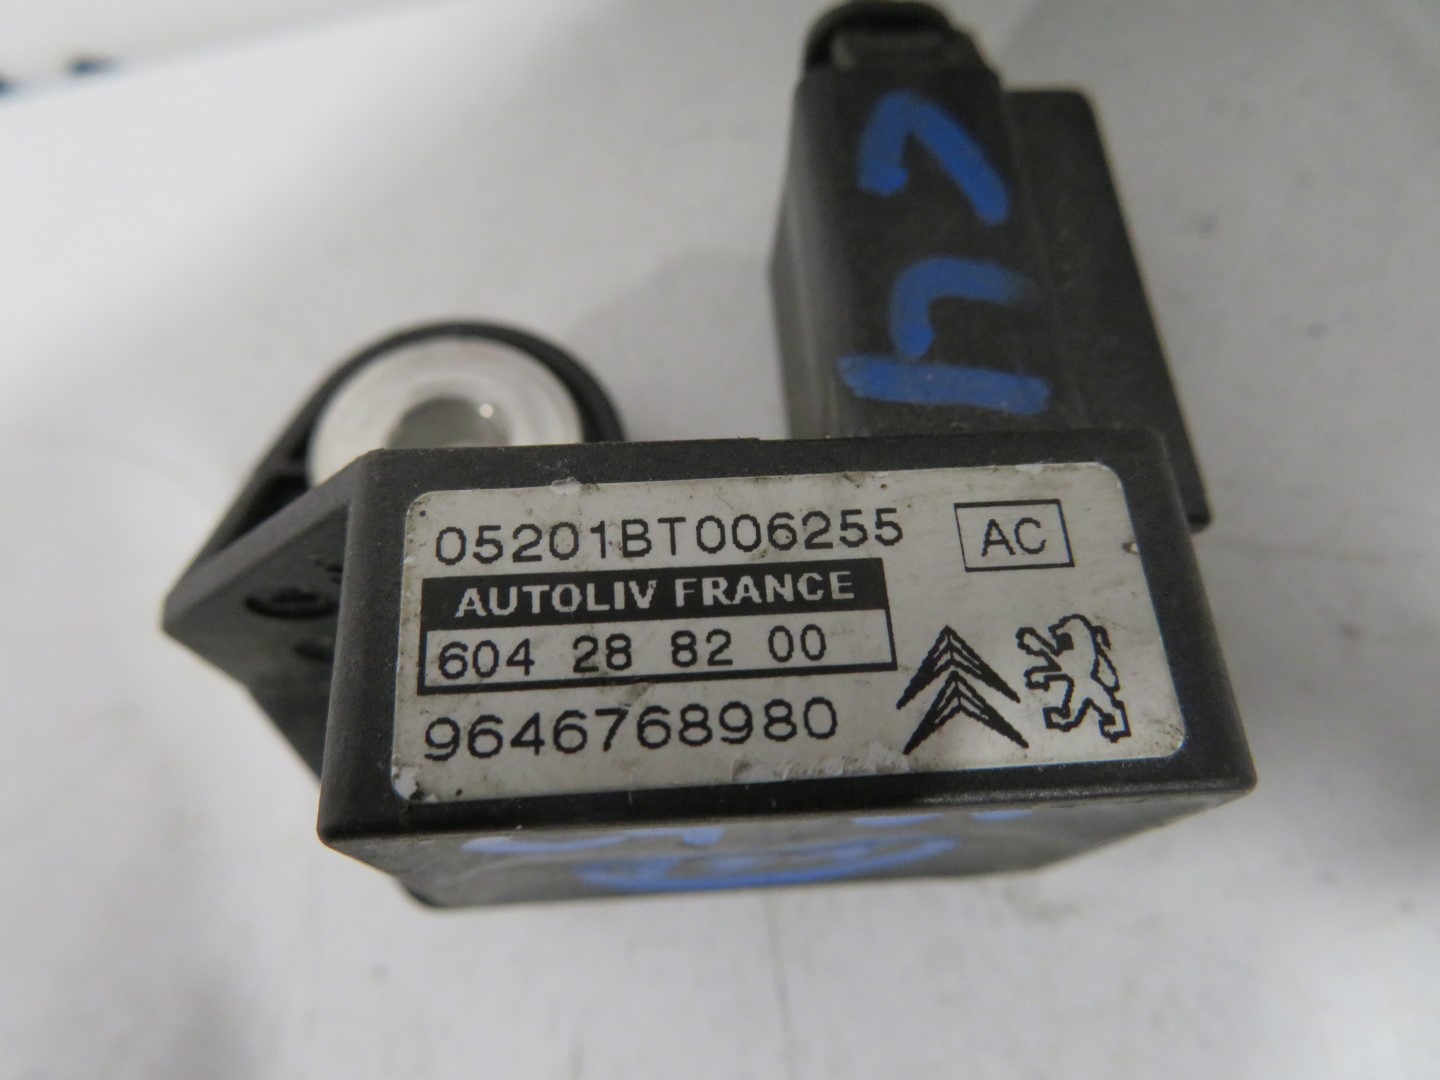 05201BT006255
AC
AUTOLIV FRANCE
604 28 82 00
9646768980